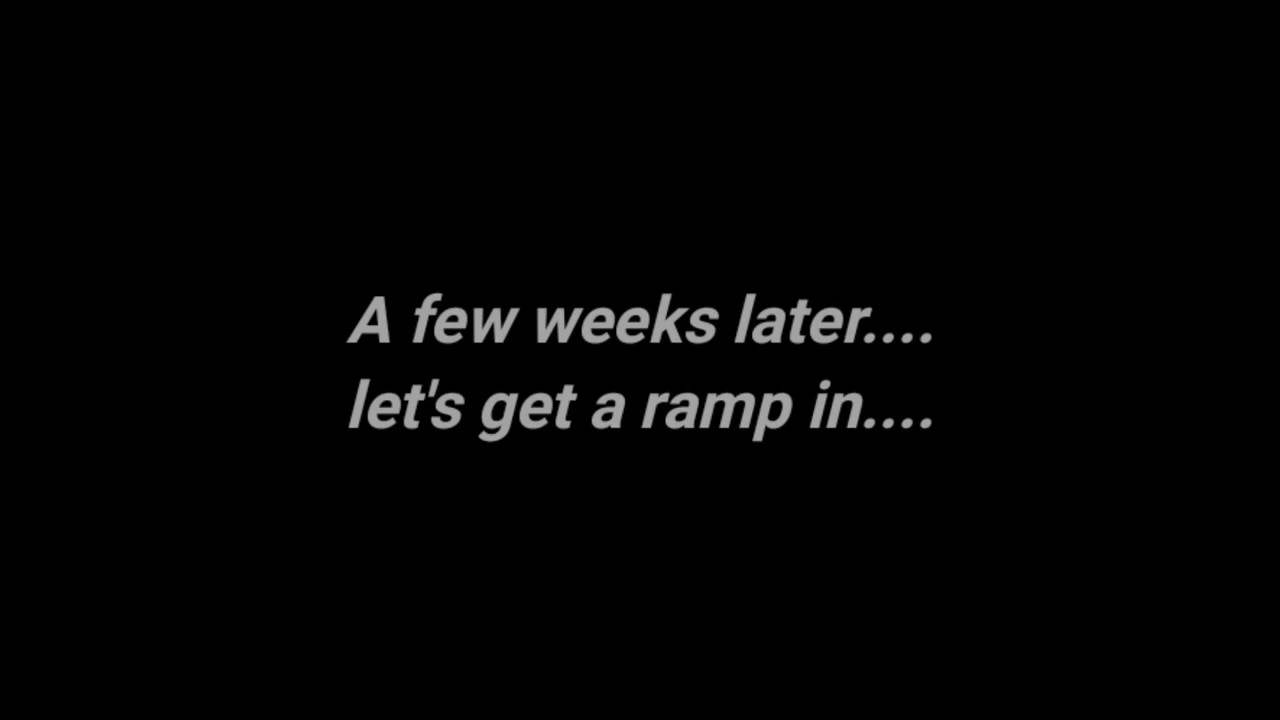 A few weeks later....
let's get a ramp in....